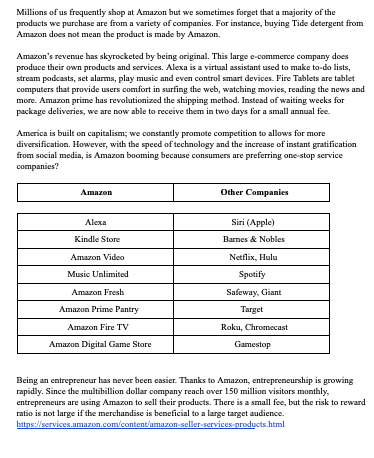 Millions of us frequently shop at Amazon but we sometimes forget that a majority of the
products we purchase are from a variety of companies. For instance, buying Tide detergent from
Amazon does not mean the product is made by Amazon.
Amazon's revenue has skyrocketed by being original. This large e-commerce company does
produce their own products and services. Alexa is a virtual assistant used to make to-do lists,
stream podcasts, set alarms, play music and even control smart devices. Fire Tablets are tablet
computers that provide users comfort in surfing the web, watching movies, reading the news and
more. Amazon prime has revolutionized the shipping method. Instead of waiting weeks for
package deliveries, we are now able to receive them in two days for a small annual fee.
America is built on capitalism; we constantly promote competition to allows for more
diversification. However, with the speed of technology and the increase of instant gratification
from social media, is Amazon booming because consumers are preferring one-stop service
companies?
Amazon Other Companies
Alexa Siri (Apple)
Kindle Store Barnes & Nobles
Amazon Video Netflix, Hulu
Music Unlimited Spotify
Amazon Fresh Safeway, Giant
Amazon Prime Pantry Target
Amazon Fire TV Roku, Chromecast
Amazon Digital Game Store Gamestop
Being an entrepreneur has never been easier. Thanks to Amazon, entrepreneurship is growing
rapidly. Since the multibillion dollar company reach over 150 million visitors monthly,
entrepreneurs are using Amazon to sell their products. There is a small fee, but the risk to reward
ratio is not large if the merchandise is beneficial to a large target audience.
https://services.amazon.com/content/amazon-seller-services-products.html